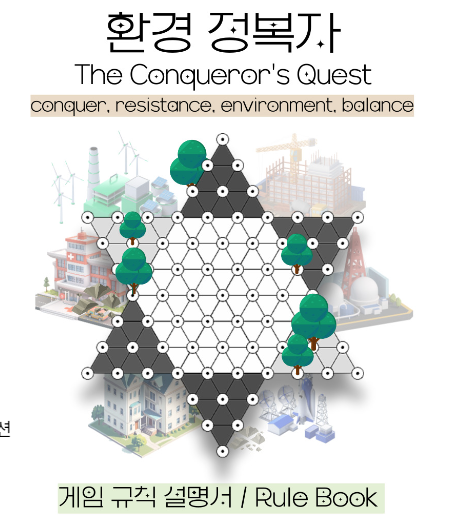 환경 정복자
The Conqueror's Quest
conquer, resistance, environment, balance
션
게임 규칙 설명서 / Rule Book